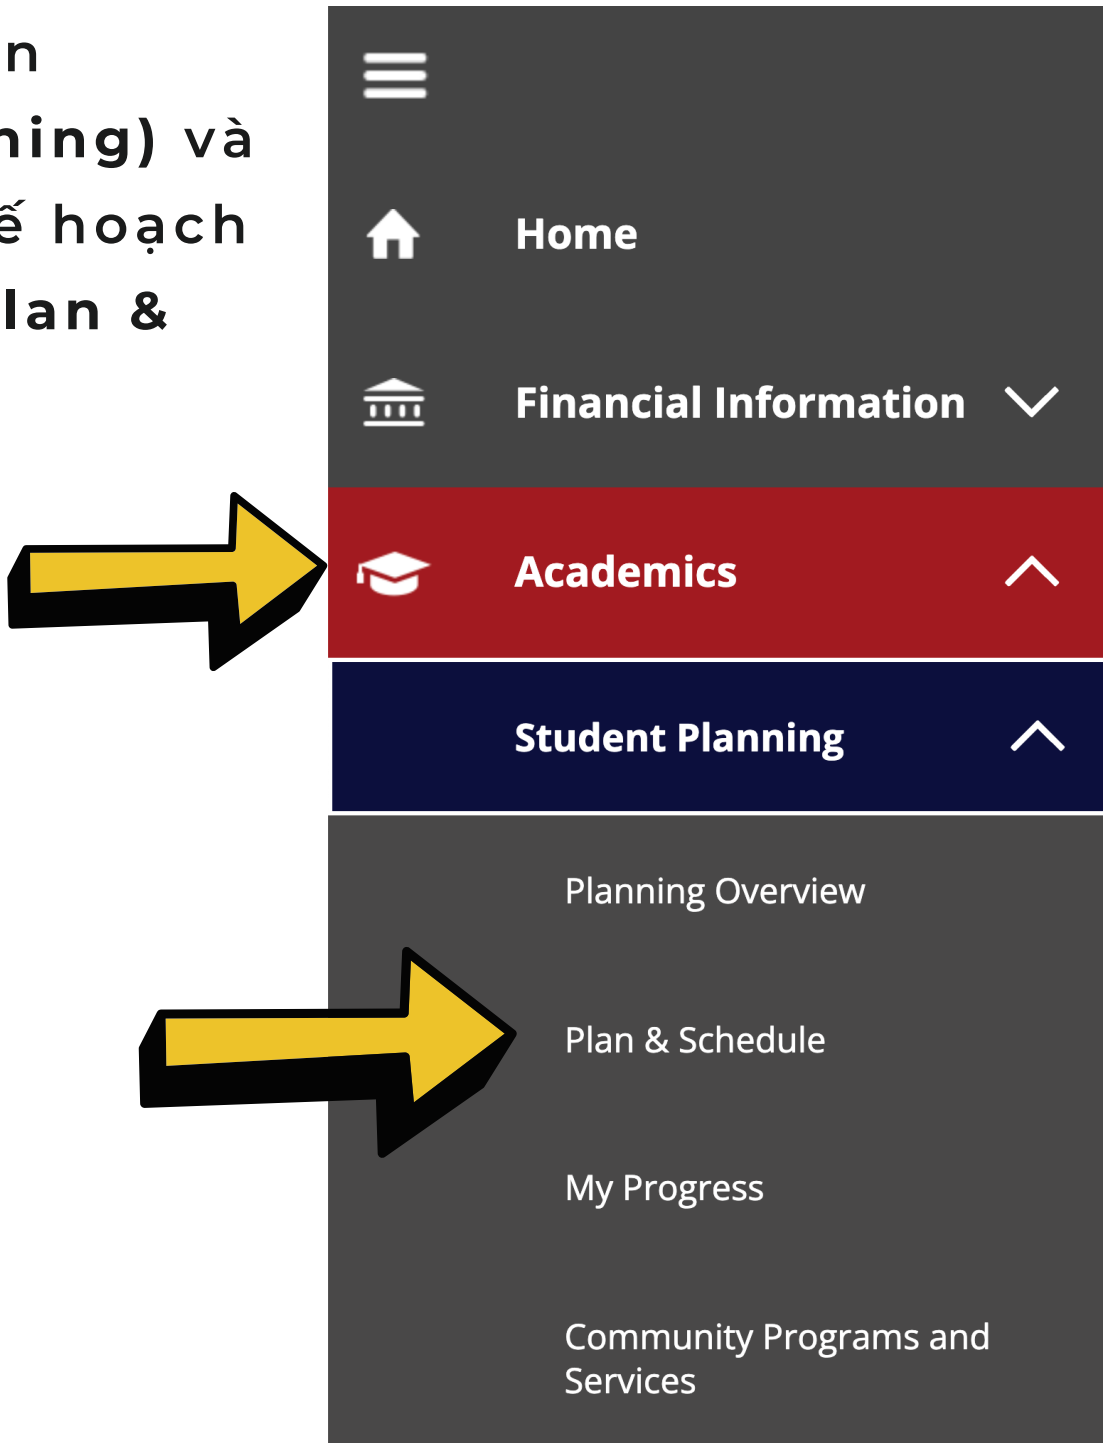 n
ning) và
ế hoạch
lan &
Home
Financial Information
Academics
Student Planning
Planning Overview
Plan & Schedule
My Progress
Community Programs and
Services